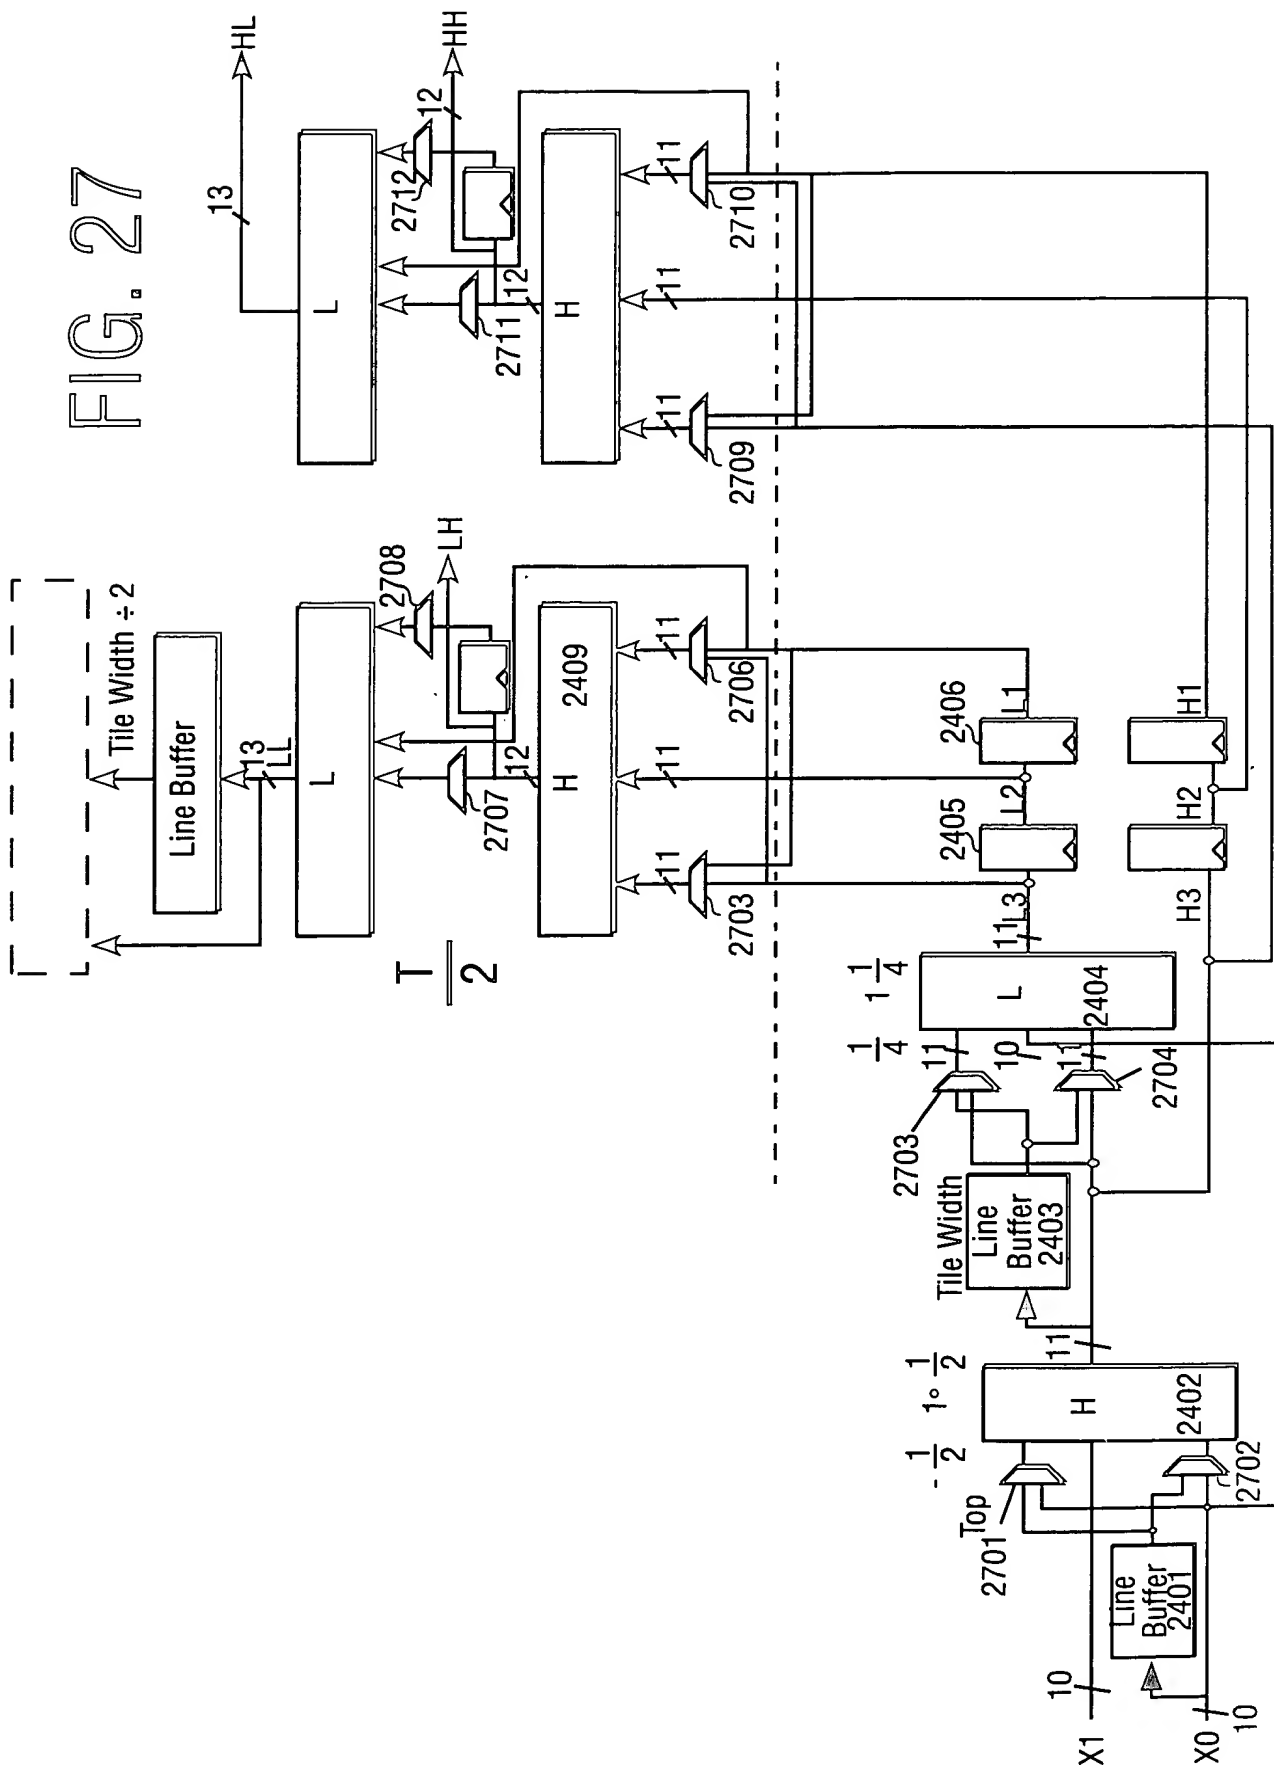 FIG. 27
HL
HH
13
L
12
2712
2711
12
H
11
11
11
2710
2709
Tile Width ÷ 2
Line Buffer
13
LL
L
LH
2708
2707
12
H
2409
11
11
11
2706
2703
T
2
L1
2406
L2
2405
L3
11
H1
H2
H3
1 1/4
L
2404
1/4
11
10
11
2703
2704
Tile Width
Line
Buffer
2403
11
1° 1/2
H
2402
- 1/2
Top
2701
2702
Line
Buffer
2401
10
10
X1
X0